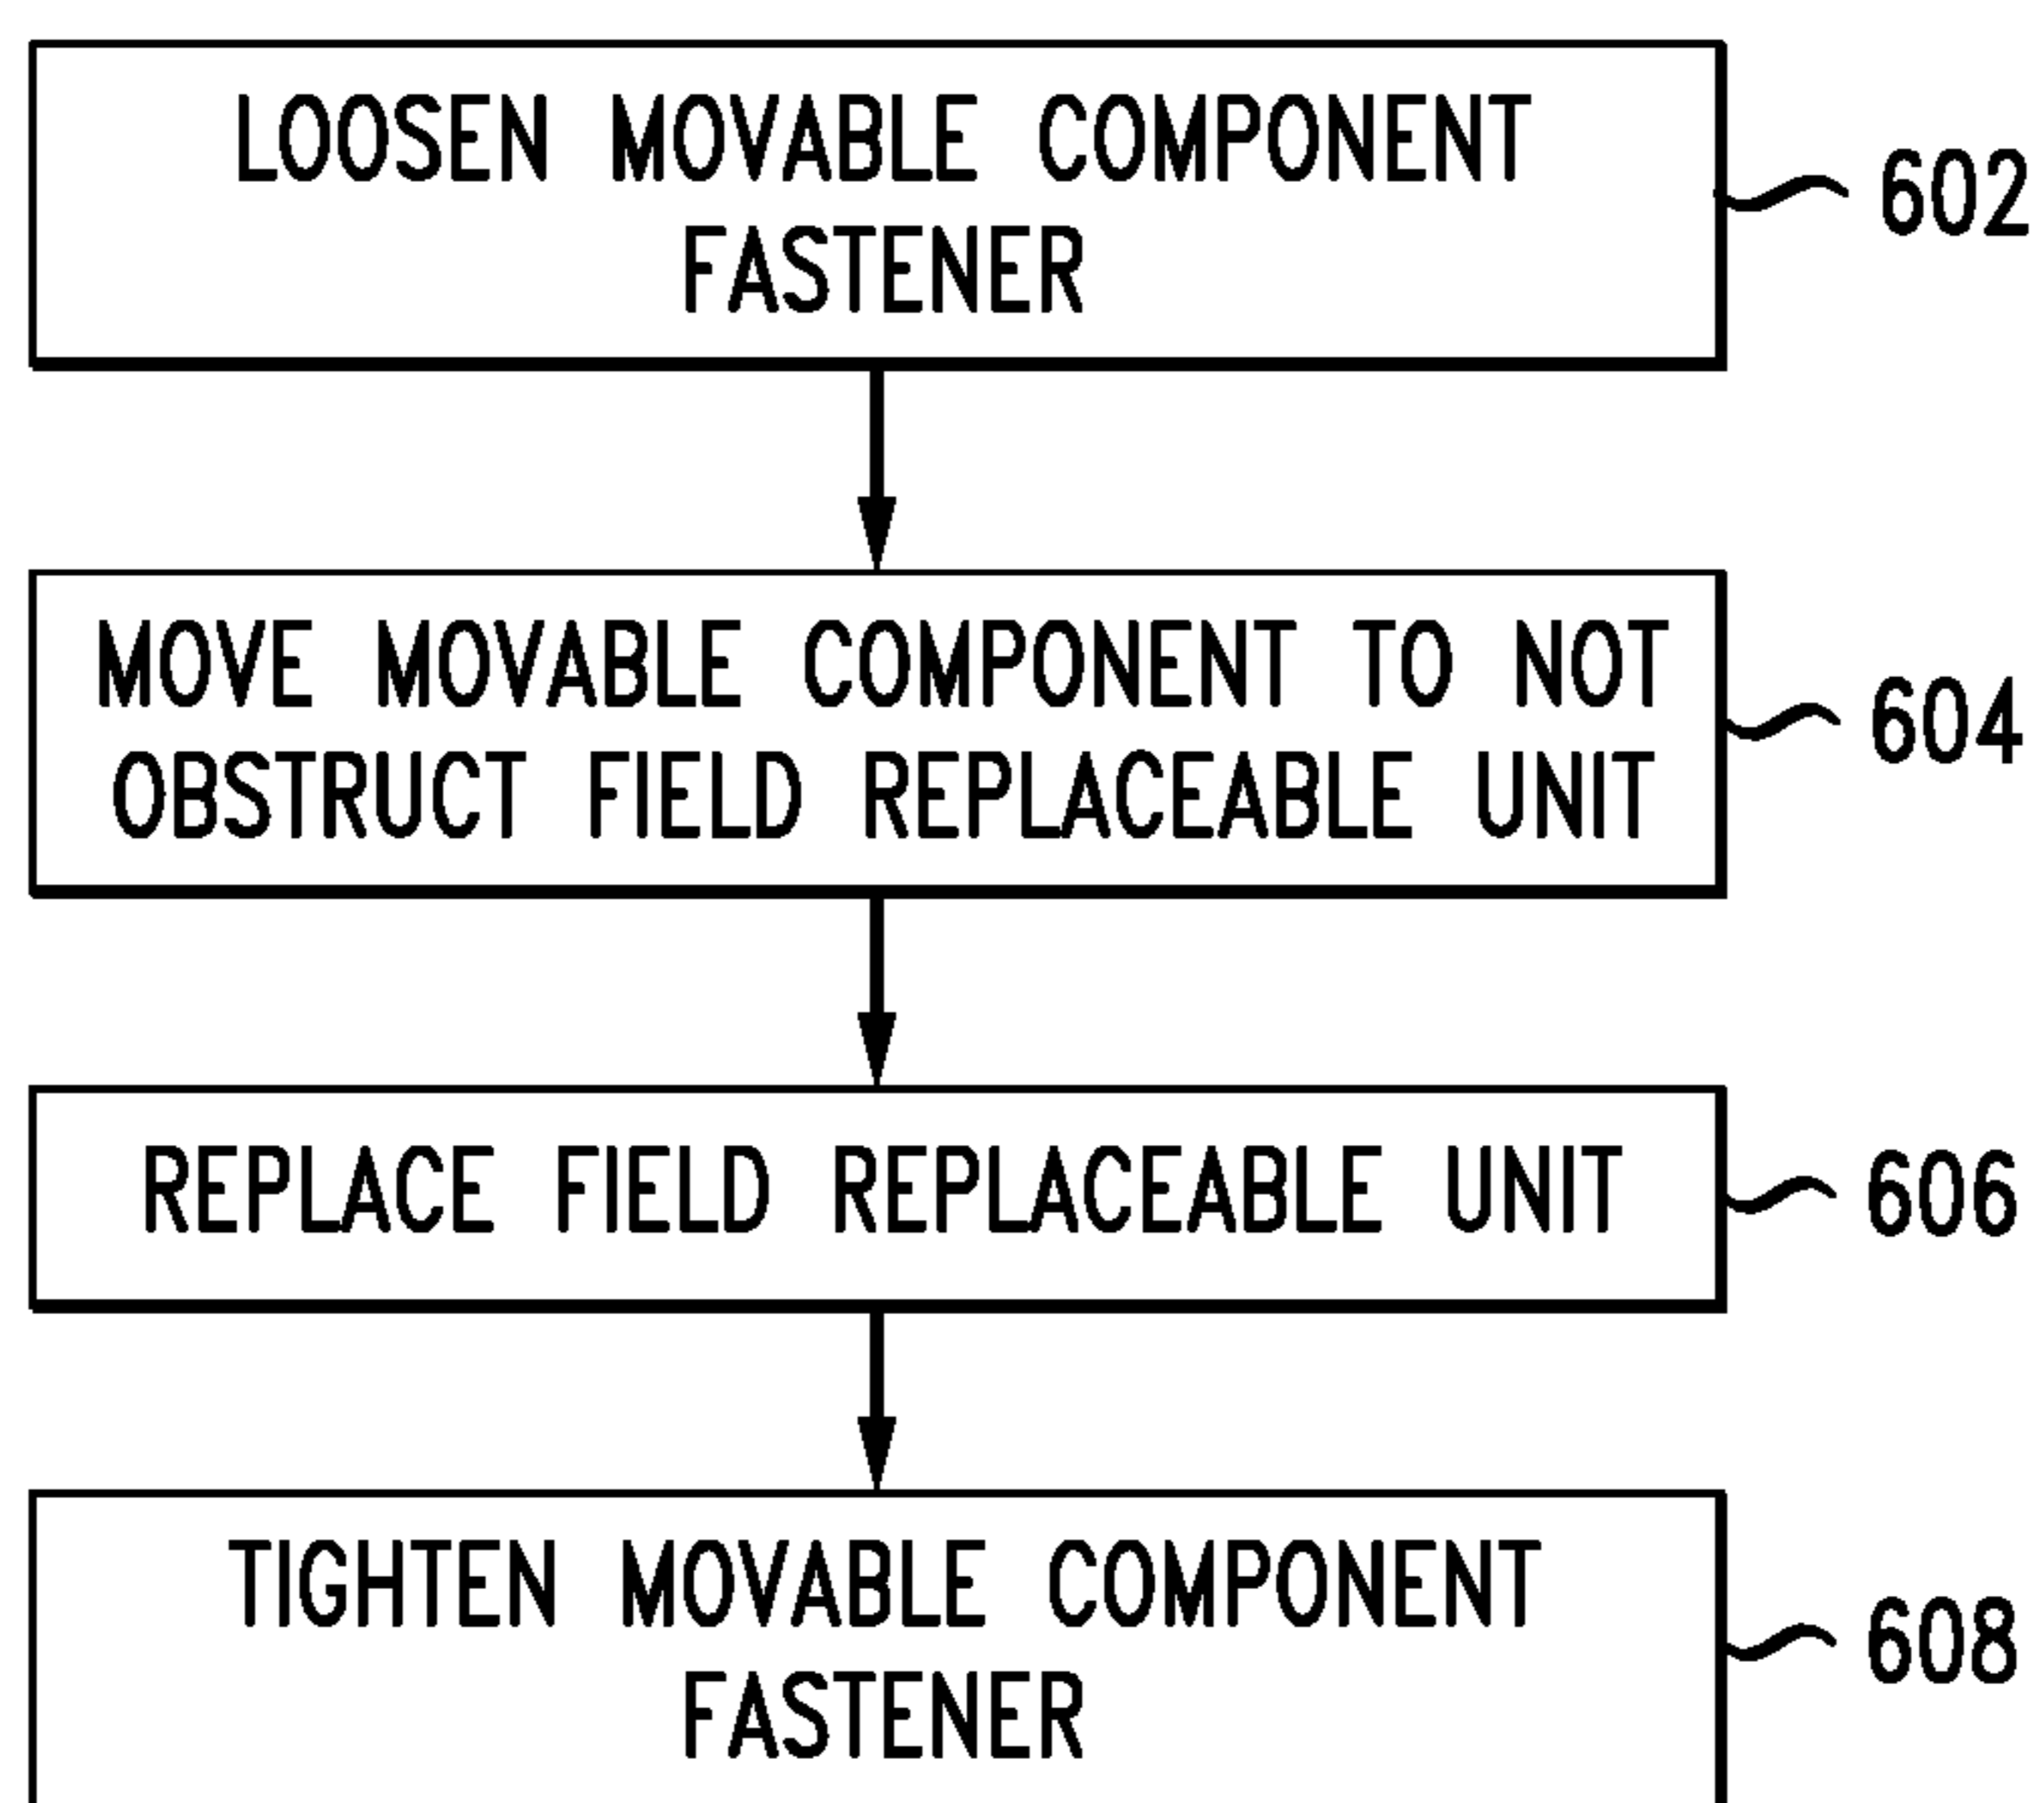 LOOSEN MOVABLE COMPONENT
FASTENER
602
MOVE MOVABLE COMPONENT TO NOT
OBSTRUCT FIELD REPLACEABLE UNIT
604
REPLACE FIELD REPLACEABLE UNIT
606
TIGHTEN MOVABLE COMPONENT
FASTENER
608